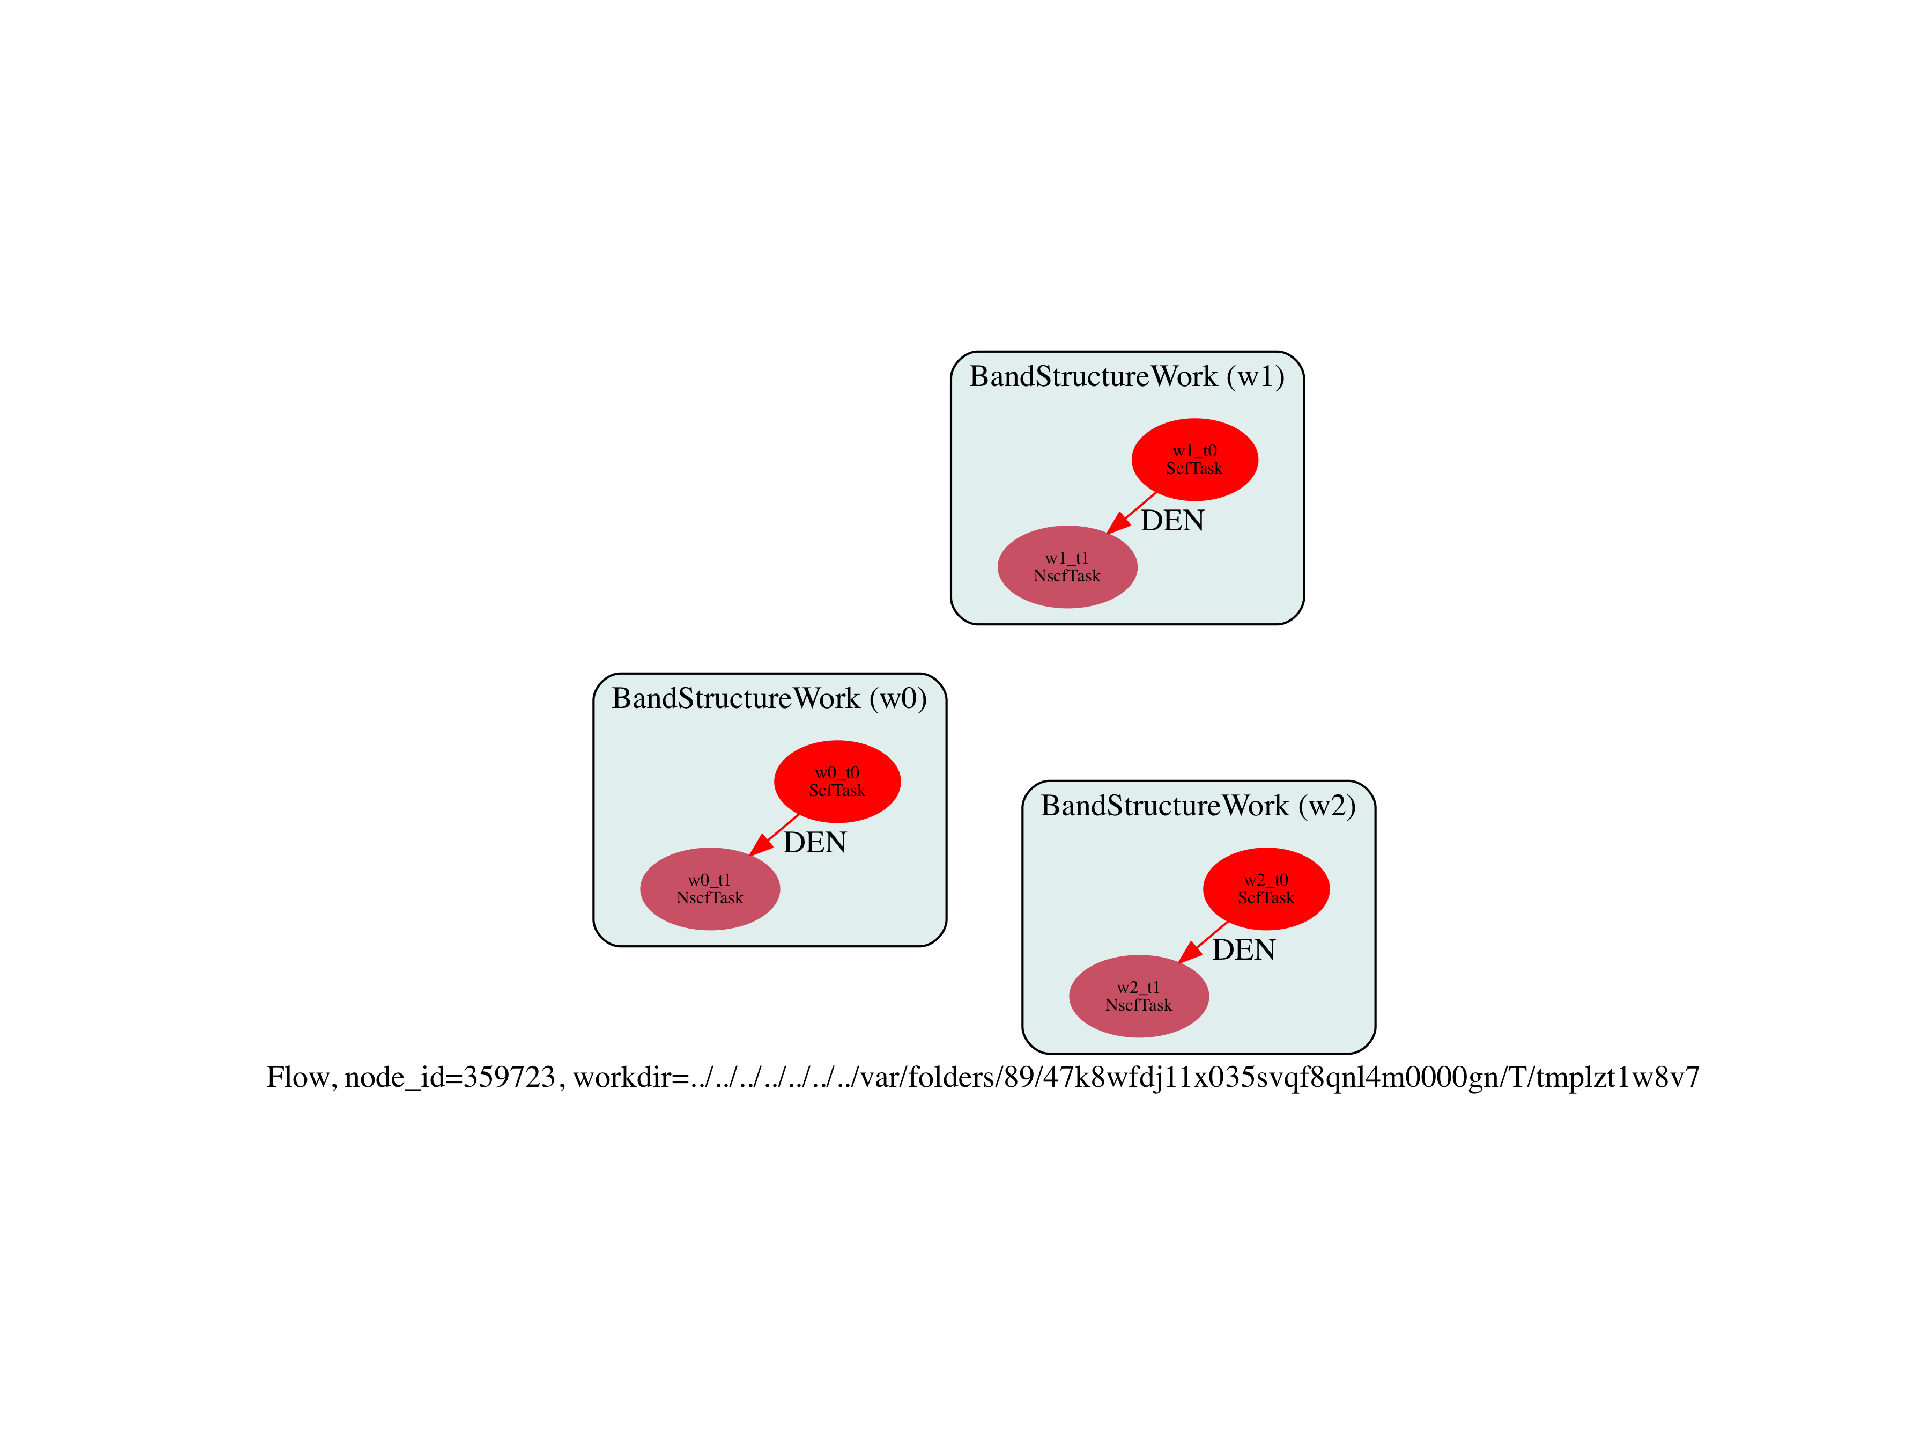 BandStructureWork (w1)
w1_t0
ScfTask
DEN
w1_t1
NscfTask
BandStructureWork (w0)
w0_t0
ScfTask
DEN
w0_t1
NscfTask
BandStructureWork (w2)
w2_t0
ScfTask
DEN
w2_t1
NscfTask
Flow, node_id=359723, workdir=../../../../../../../var/folders/89/47k8wfdj11x035svqf8qnl4m0000gn/T/tmplzt1w8v7